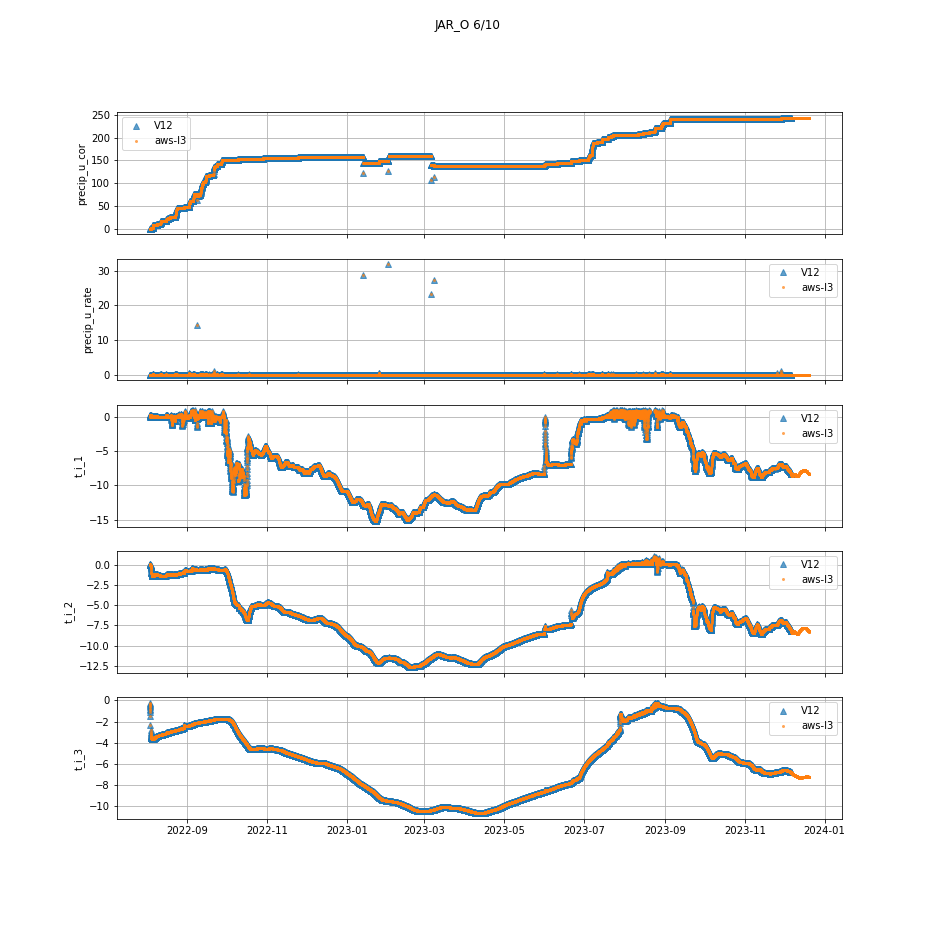 JAR_O 6/10
250
200
150
100
50
0
precip_u_cor
V12
aws-l3
30
20
10
0
precip_u_rate
V12
aws-l3
0
−5
−10
−15
t_i_1
V12
aws-l3
0.0
−2.5
−5.0
−7.5
−10.0
−12.5
t_i_2
V12
aws-l3
0
−2
−4
−6
−8
−10
t_i_3
V12
aws-l3
2022-09 2022-11 2023-01 2023-03 2023-05 2023-07 2023-09 2023-11 2024-01